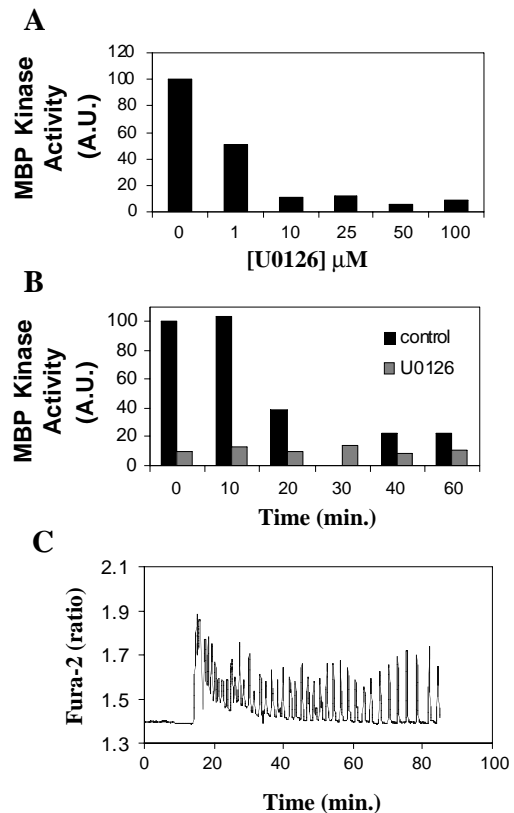 A
MBP Kinase
Activity
(A.U.)
120
100
80
60
40
20
0
0 1 10 25 50 100
[U0126] μM
B
MBP Kinase
Activity
(A.U.)
100
80
60
40
20
0
control
U0126
0 10 20 30 40 60
Time (min.)
C
Fura-2 (ratio)
2.1
1.9
1.7
1.5
1.3
0 20 40 60 80 100
Time (min.)